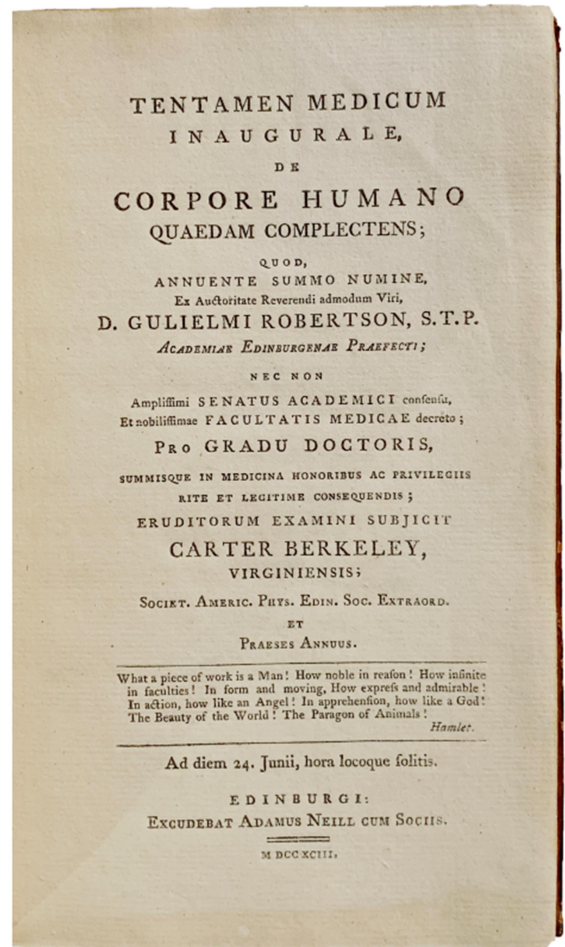 TENTAMEN MEDICUM
INAUGURALE,
DE
CORPORE HUMANO
QUAEDAM COMPLECTENS;
QUOD,
ANNUENTE SUMMO NUMINE,
Ex Auctoritate Reverendi admodum Viri,
D. GULIELMI ROBERTSON, S.T.P.
ACADEMIAE EDINBURGENAE PRAEFECTI;
NEC NON
Ampliſſimi SENATUS ACADEMICI conſenſu,
Et nobiliſſimae FACULTATIS MEDICAE decreto;
PRO GRADU DOCTORIS,
SUMMISQUE IN MEDICINA HONORIBUS AC PRIVILEGIIS
RITE ET LEGITIME CONSEQUENDIS;
ERUDITORUM EXAMINI SUBJICIT
CARTER BERKELEY,
VIRGINIENSIS;
SOCIET. AMERIC. PHYS. EDIN. SOC. EXTRAORD.
ET
PRAESES ANNUUS.
What a piece of work is a Man! How noble in reaſon! How infinite
in faculties! In form and moving, How expreſs and admirable!
In action, how like an Angel! In apprehenſion, how like a God!
The Beauty of the World! The Paragon of Animals!
Hamlet.
Ad diem 24. Junii, hora locoque ſolitis.
EDINBURGI:
EXCUDEBAT ADAMUS NEILL CUM SOCIIS.
M DCC XCIII.